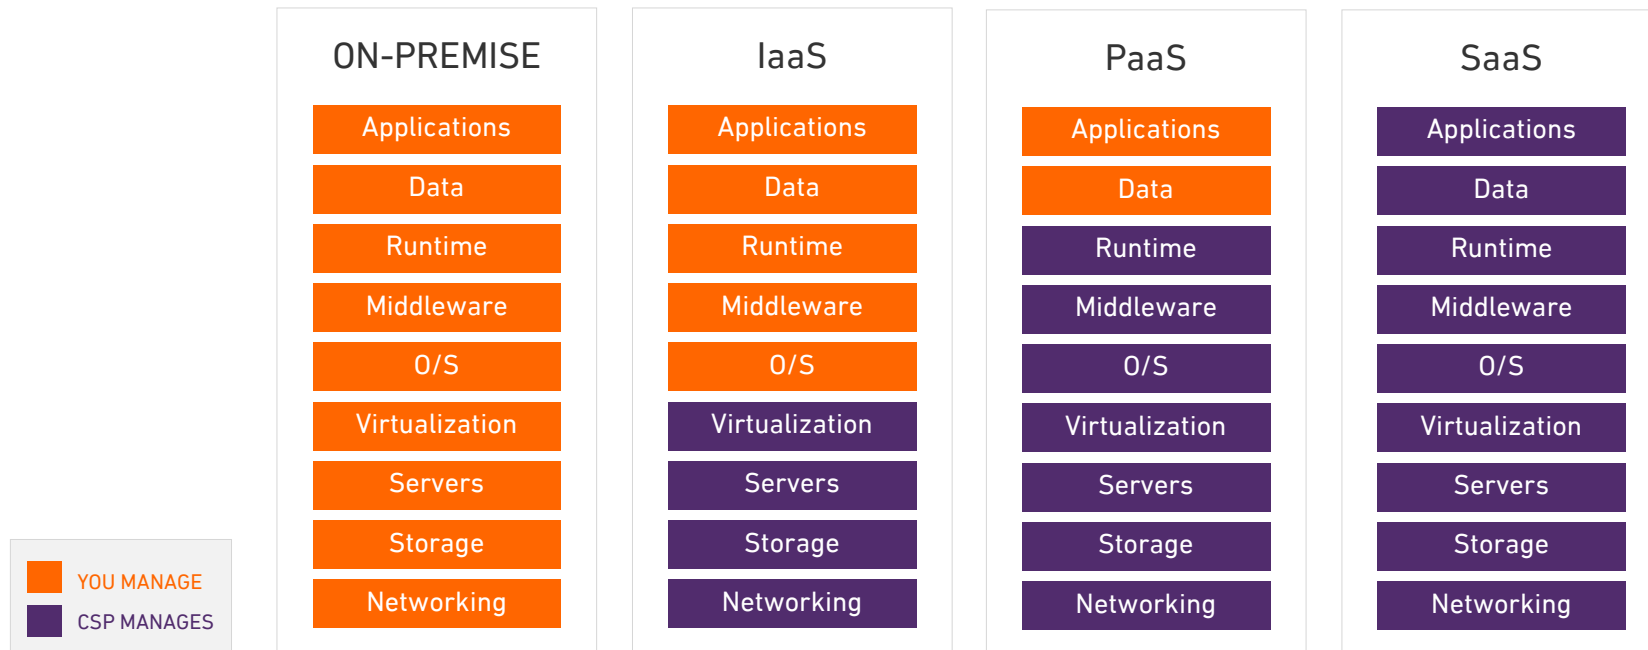 ON-PREMISE
Applications
Data
Runtime
Middleware
O/S
Virtualization
Servers
Storage
Networking
IaaS
Applications
Data
Runtime
Middleware
O/S
Virtualization
Servers
Storage
Networking
PaaS
Applications
Data
Runtime
Middleware
O/S
Virtualization
Servers
Storage
Networking
SaaS
Applications
Data
Runtime
Middleware
O/S
Virtualization
Servers
Storage
Networking
YOU MANAGE
CSP MANAGES